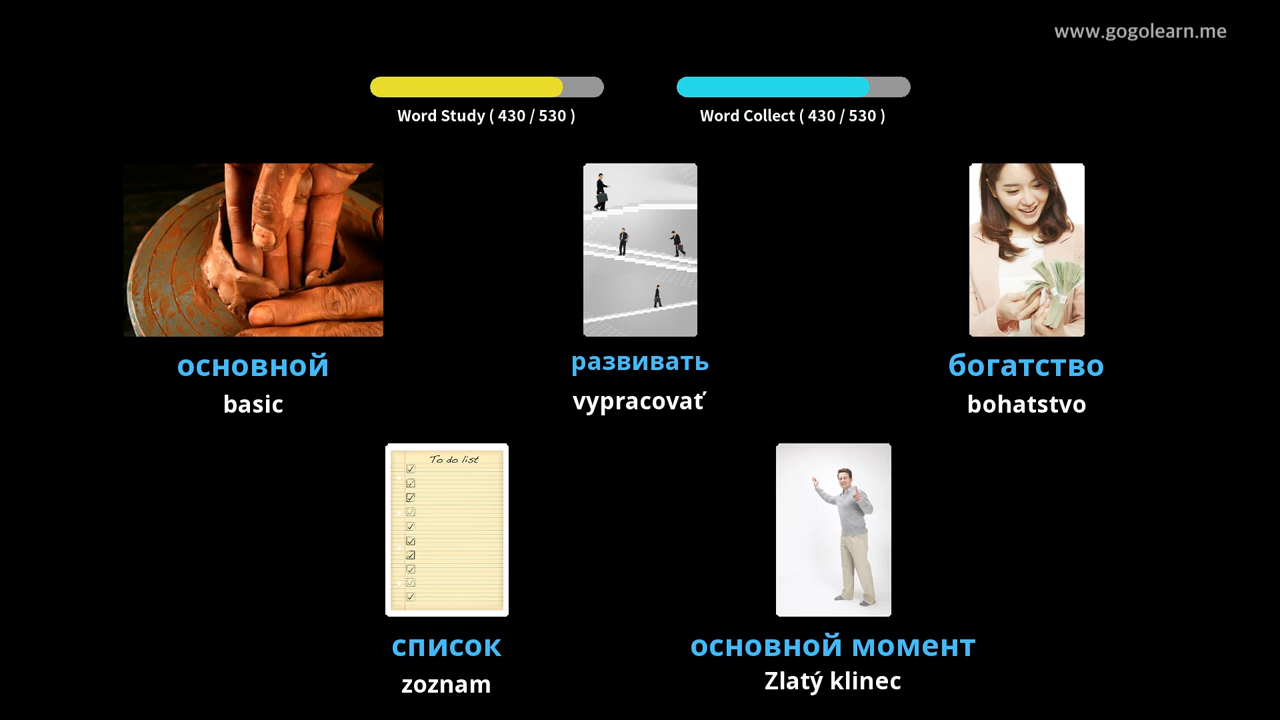 www.gogolearn.me
Word Study ( 430 / 530 )
Word Collect ( 430 / 530 )
основной
basic
развивать
vypracovať
богатство
bohatstvo
To do list
список
zoznam
основной момент
Zlatý klinec